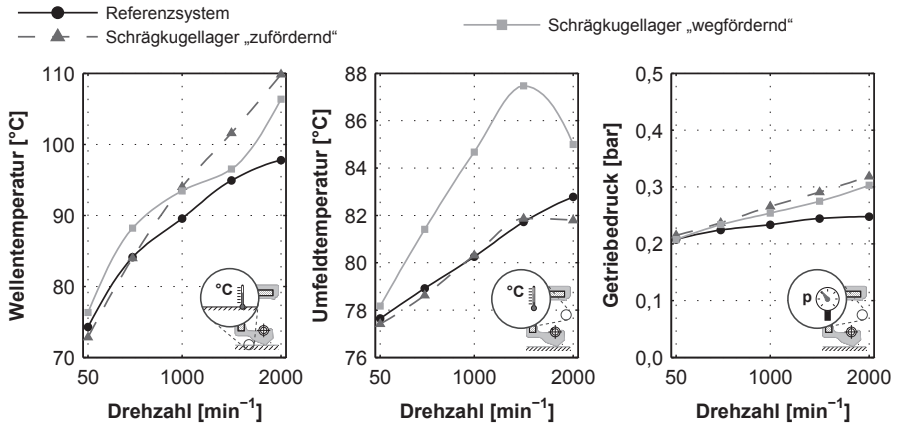 Referenzsystem
Schrägkugellager „zufördernd“
Schrägkugellager „wegfördernd“
Wellentemperatur [°C]
110
100
90
80
70
50
1000
2000
Drehzahl [min⁻¹]
°C
Umfeldtemperatur [°C]
88
86
84
82
80
78
76
50
1000
2000
Drehzahl [min⁻¹]
°C
Getriebedruck [bar]
0,5
0,4
0,3
0,2
0,1
0,0
50
1000
2000
Drehzahl [min⁻¹]
p